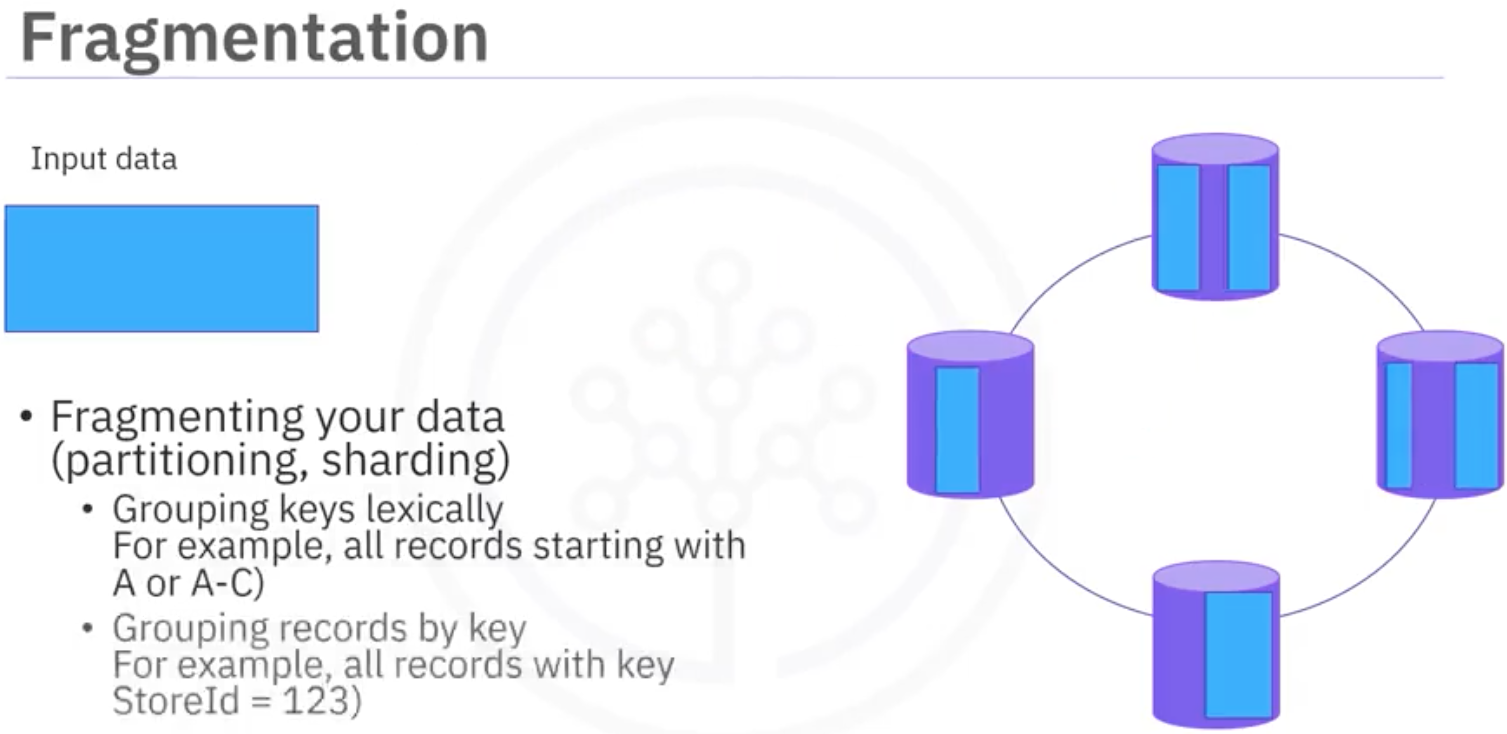 Fragmentation
Input data
• Fragmenting your data
(partitioning, sharding)
• Grouping keys lexically
For example, all records starting with
A or A-C)
• Grouping records by key
For example, all records with key
StoreId = 123)